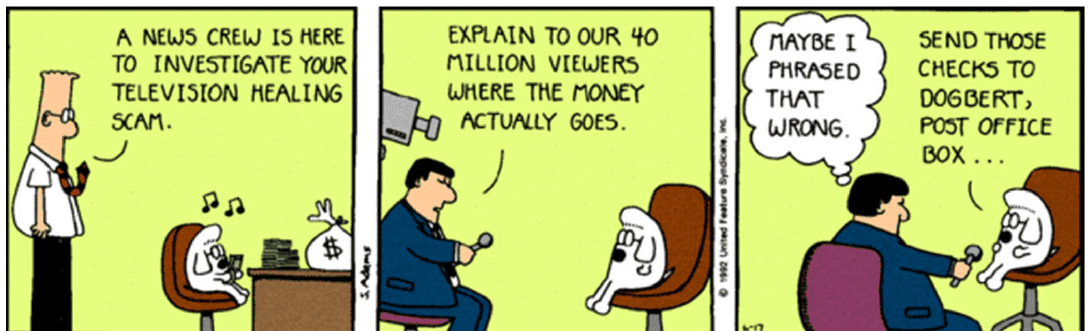 A NEWS CREW IS HERE
TO INVESTIGATE YOUR
TELEVISION HEALING
SCAM.
$
S. Adams
EXPLAIN TO OUR 40
MILLION VIEWERS
WHERE THE MONEY
ACTUALLY GOES.
© 1992 United Feature Syndicate, Inc.
MAYBE I
PHRASED
THAT
WRONG.
SEND THOSE
CHECKS TO
DOGBERT,
POST OFFICE
BOX ...